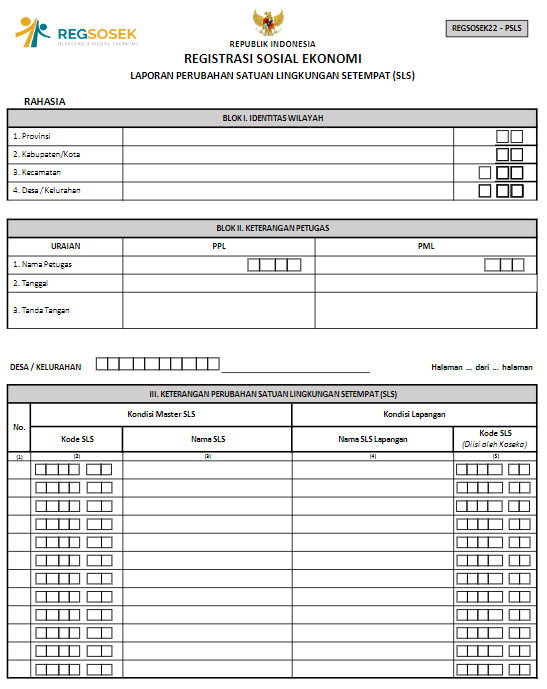 REGSOSEK
REGISTRASI SOSIAL EKONOMI
REGSOSEK22 - PSLS
REPUBLIK INDONESIA
REGISTRASI SOSIAL EKONOMI
LAPORAN PERUBAHAN SATUAN LINGKUNGAN SETEMPAT (SLS)
RAHASIA
BLOK I. IDENTITAS WILAYAH
1. Provinsi
2. Kabupaten/Kota
3. Kecamatan
4. Desa / Kelurahan
BLOK II. KETERANGAN PETUGAS
URAIAN PPL PML
1. Nama Petugas
2. Tanggal
3. Tanda Tangan
DESA / KELURAHAN Halaman ... dari ... halaman
III. KETERANGAN PERUBAHAN SATUAN LINGKUNGAN SETEMPAT (SLS)
No. Kondisi Master SLS Kondisi Lapangan
Kode SLS Nama SLS Nama SLS Lapangan Kode SLS
(Diisi oleh Koseka)
(1) (2) (3) (4) (5)